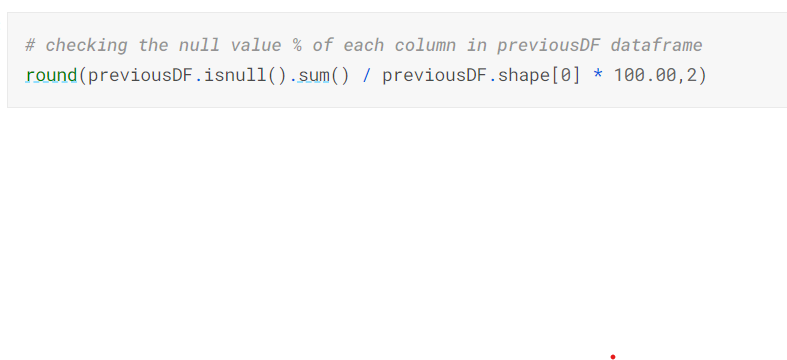 # checking the null value % of each column in previousDF dataframe
round(previousDF.isnull().sum() / previousDF.shape[0] * 100.00,2)